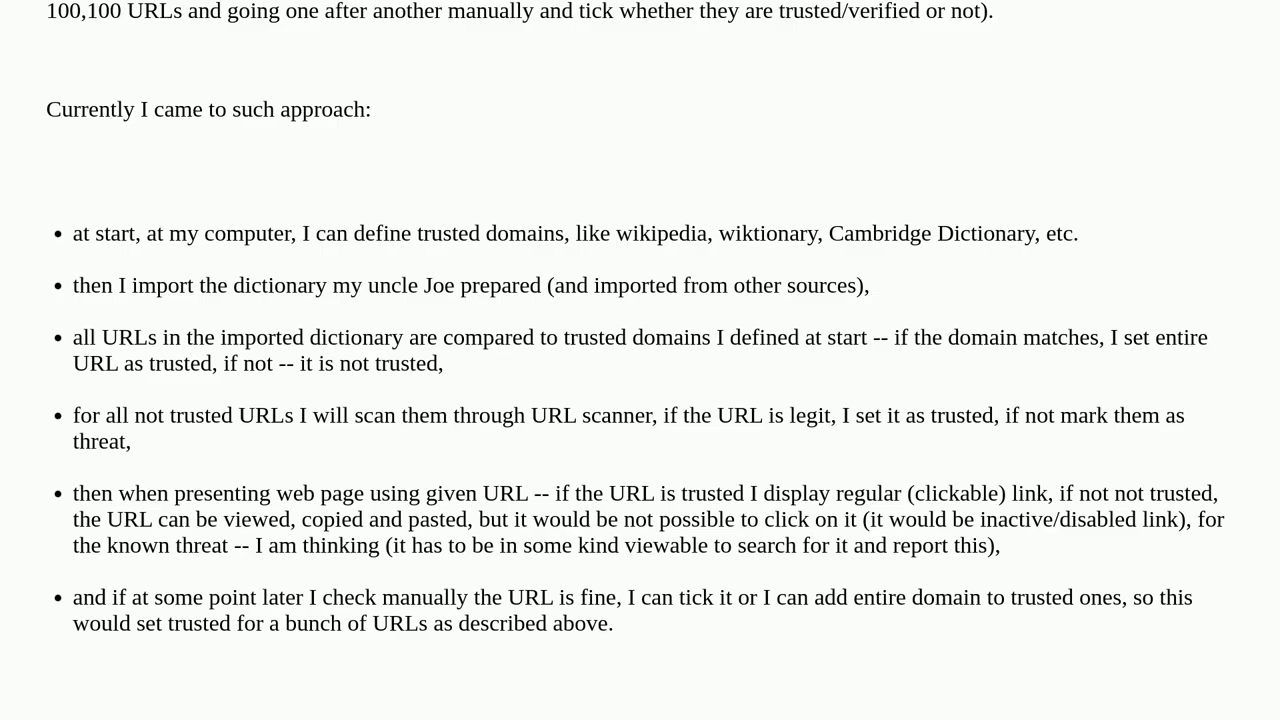 100,100 URLs and going one after another manually and tick whether they are trusted/verified or not).
Currently I came to such approach:
• at start, at my computer, I can define trusted domains, like wikipedia, wiktionary, Cambridge Dictionary, etc.
• then I import the dictionary my uncle Joe prepared (and imported from other sources),
• all URLs in the imported dictionary are compared to trusted domains I defined at start -- if the domain matches, I set entire
URL as trusted, if not -- it is not trusted,
• for all not trusted URLs I will scan them through URL scanner, if the URL is legit, I set it as trusted, if not mark them as
threat,
• then when presenting web page using given URL -- if the URL is trusted I display regular (clickable) link, if not not trusted,
the URL can be viewed, copied and pasted, but it would be not possible to click on it (it would be inactive/disabled link), for
the known threat -- I am thinking (it has to be in some kind viewable to search for it and report this),
• and if at some point later I check manually the URL is fine, I can tick it or I can add entire domain to trusted ones, so this
would set trusted for a bunch of URLs as described above.